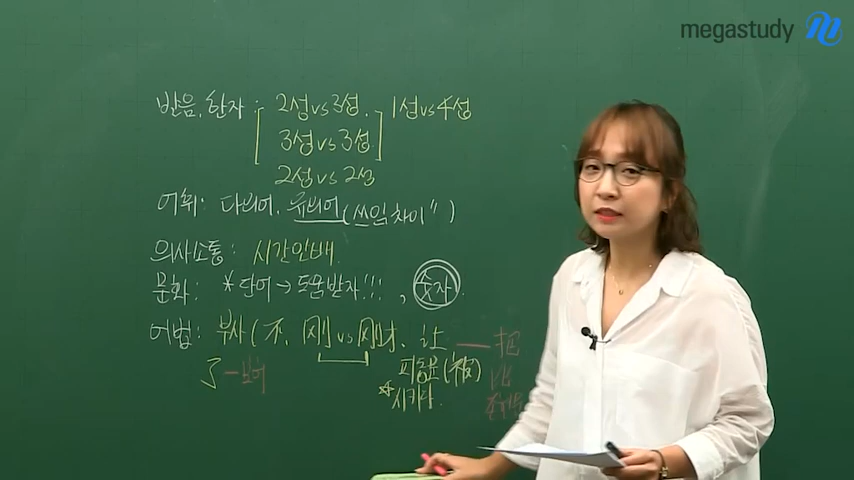 megastudy
발음, 한자 : 2성 vs 3성, 1성 vs 4성
3성 vs 3성
2성 vs 2성
어휘: 다의어, 유의어 (쓰임 차이")
의사소통: 시간안배.
문화: *단어 → 도움받자!!!, 숫자
어법: 부사 (不, 刚 vs 刚才, 让 — 把
了 — 보어 피동문 (被) 比
*시키다.